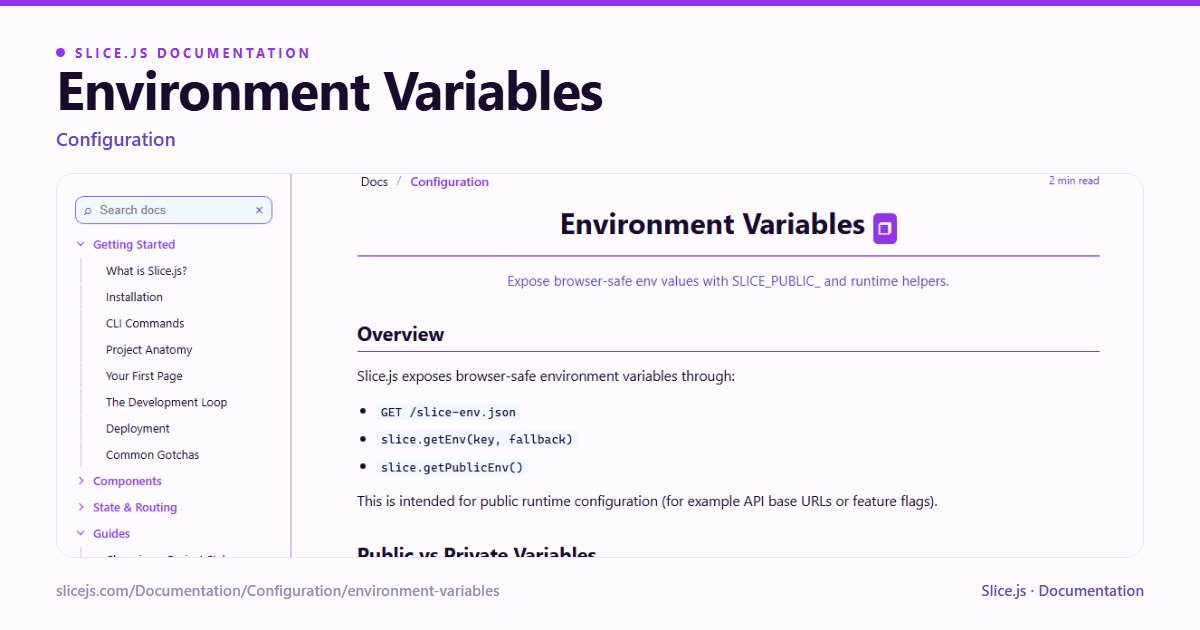 SLICE.JS DOCUMENTATION
Environment Variables
Configuration
Search docs
Getting Started
What is Slice.js?
Installation
CLI Commands
Project Anatomy
Your First Page
The Development Loop
Deployment
Common Gotchas
Components
State & Routing
Guides
Docs / Configuration
2 min read
Environment Variables
Expose browser-safe env values with SLICE_PUBLIC_ and runtime helpers.
Overview
Slice.js exposes browser-safe environment variables through:
• GET /slice-env.json
• slice.getEnv(key, fallback)
• slice.getPublicEnv()
This is intended for public runtime configuration (for example API base URLs or feature flags).
Public vs Private Variables
slicejs.com/Documentation/Configuration/environment-variables
Slice.js · Documentation